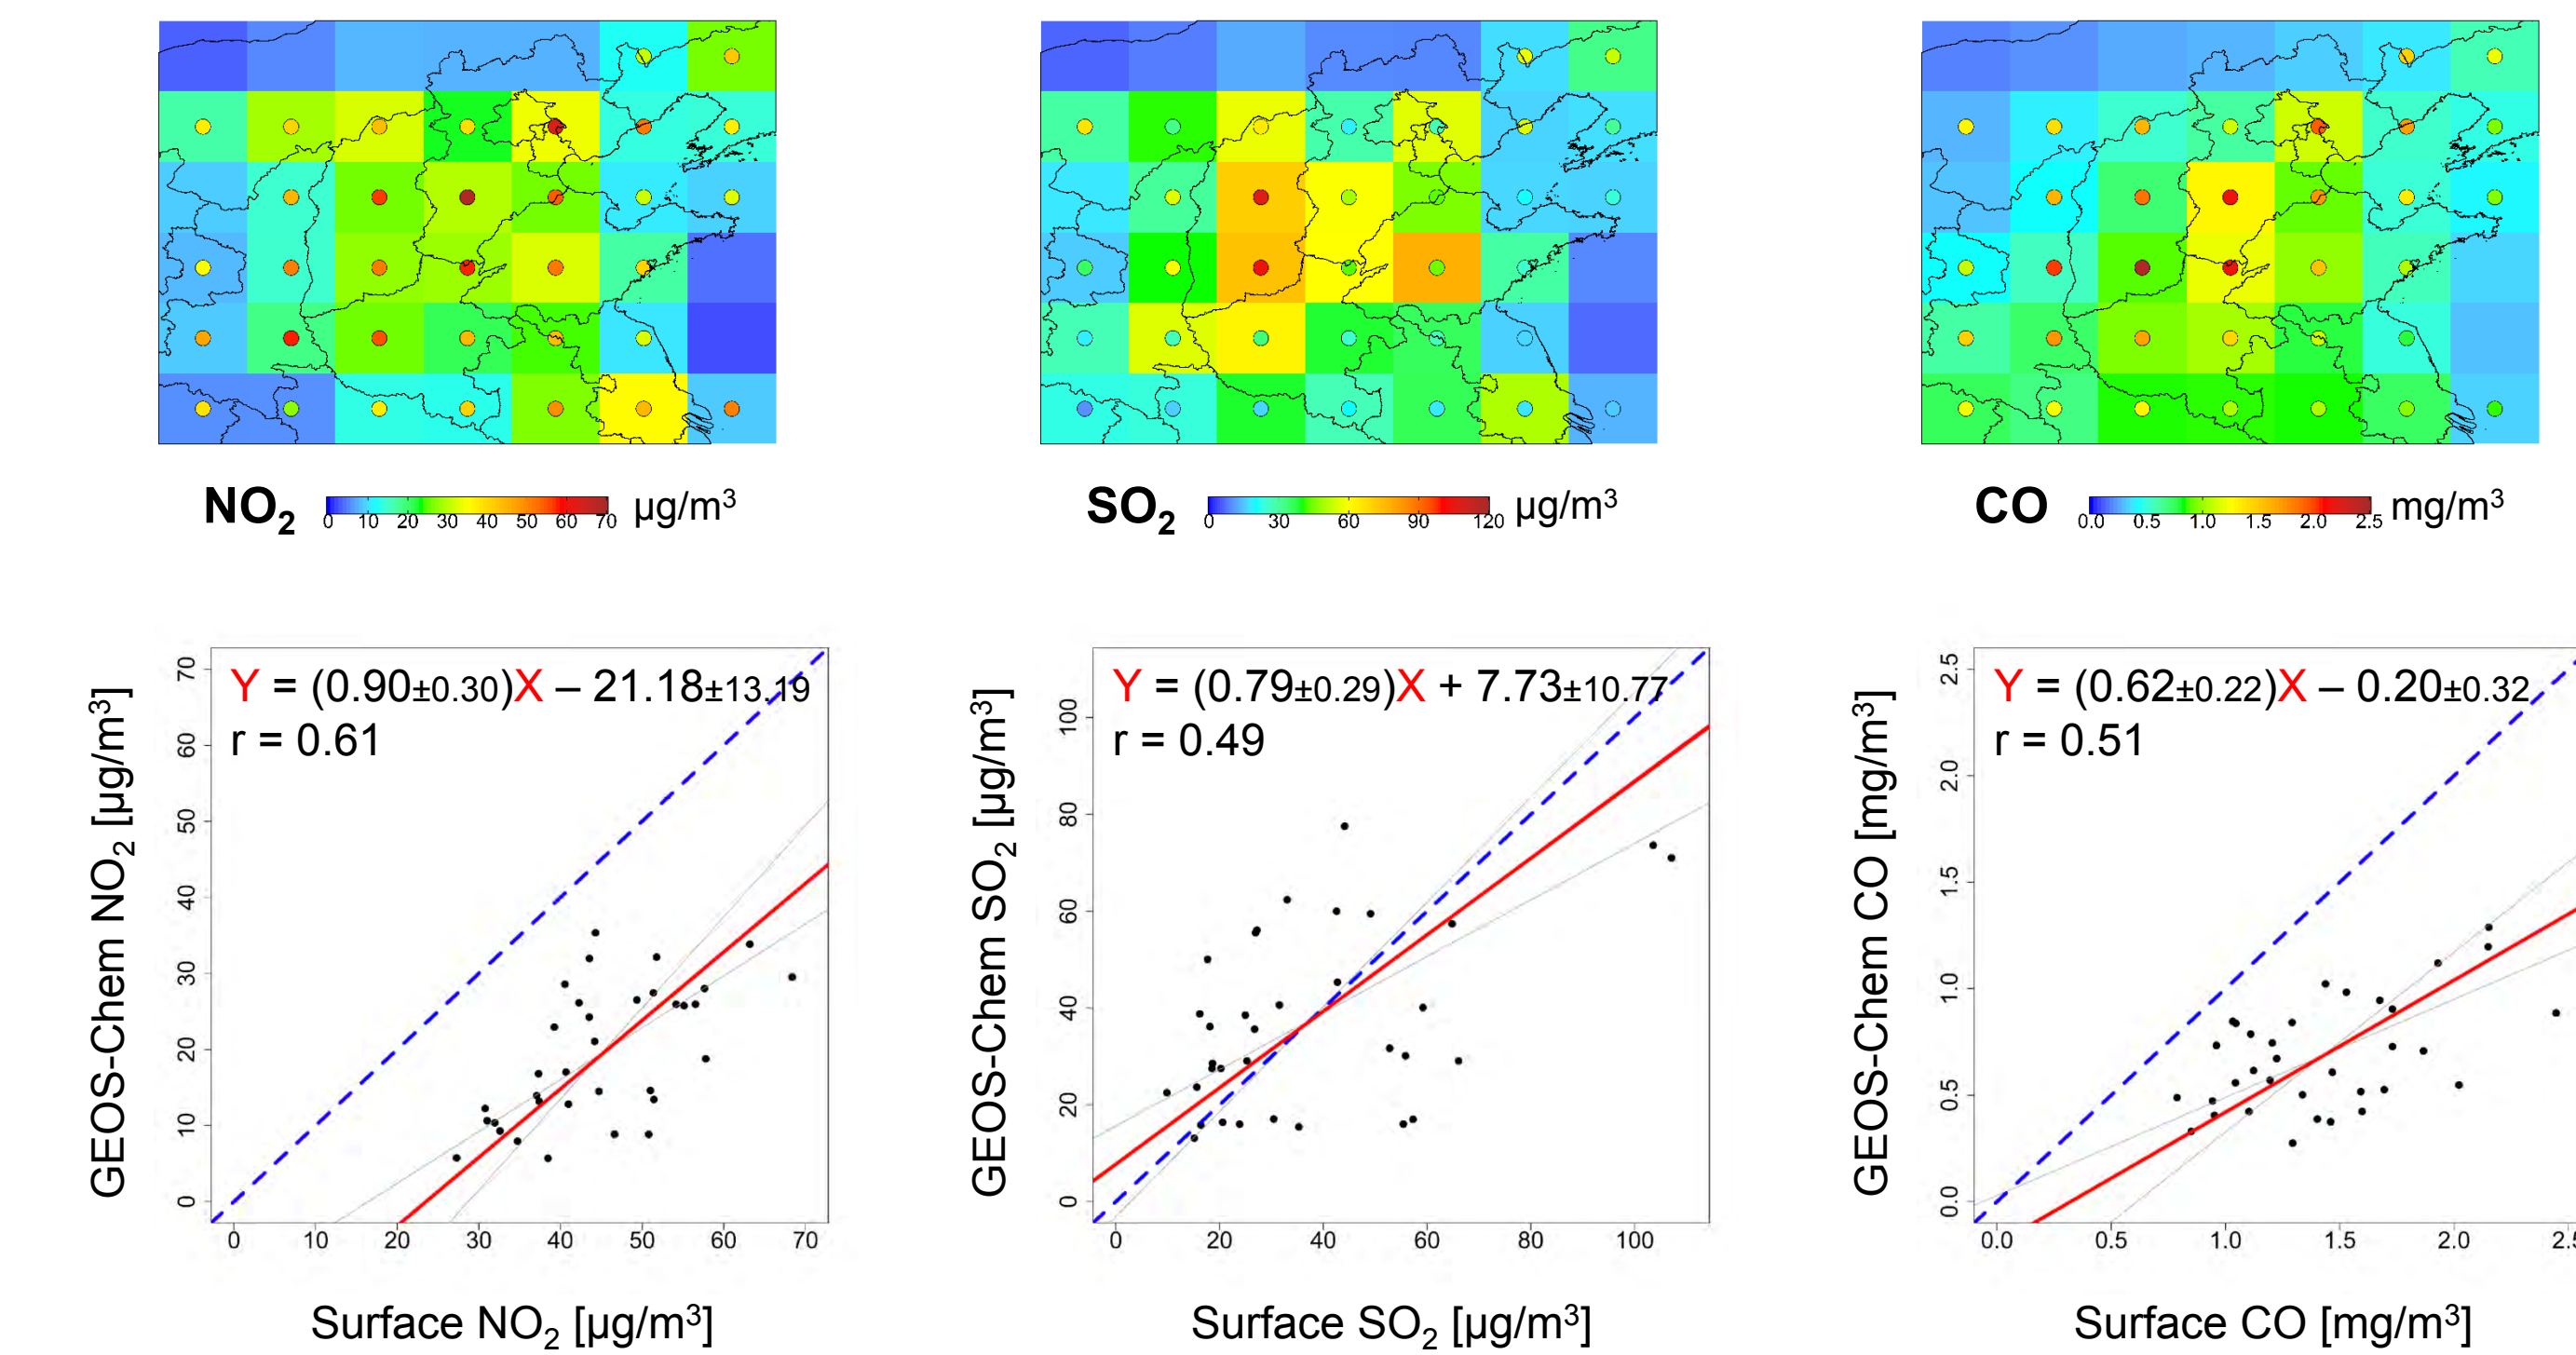 NO2 0 10 20 30 40 50 60 70 µg/m3
SO2 0 30 60 90 120 µg/m3
CO 0.0 0.5 1.0 1.5 2.0 2.5 mg/m3
Y = (0.90±0.30)X – 21.18±13.19
r = 0.61
GEOS-Chem NO2 [µg/m3]
70
60
50
40
30
20
10
0
0 10 20 30 40 50 60 70
Surface NO2 [µg/m3]
Y = (0.79±0.29)X + 7.73±10.77
r = 0.49
GEOS-Chem SO2 [µg/m3]
100
80
60
40
20
0
0 20 40 60 80 100
Surface SO2 [µg/m3]
Y = (0.62±0.22)X – 0.20±0.32
r = 0.51
GEOS-Chem CO [mg/m3]
2.5
2.0
1.5
1.0
0.5
0.0
0.0 0.5 1.0 1.5 2.0
Surface CO [mg/m3]